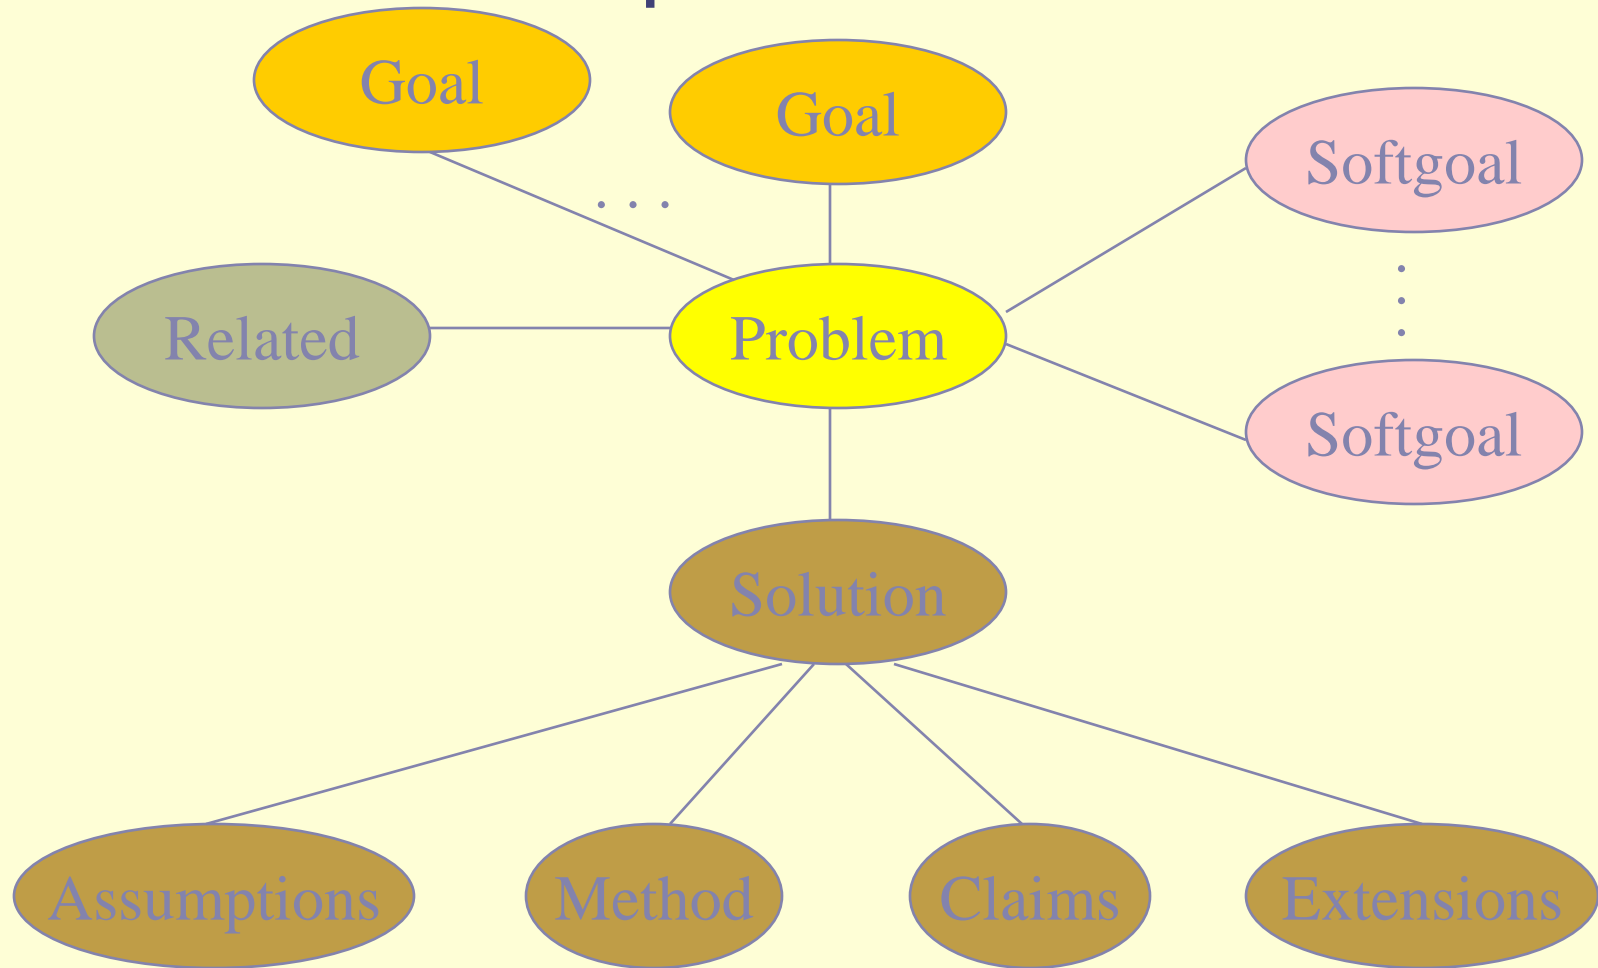 Goal
Goal
Softgoal
. . .
Related
Problem
.
.
.
Softgoal
Solution
Assumptions
Method
Claims
Extensions